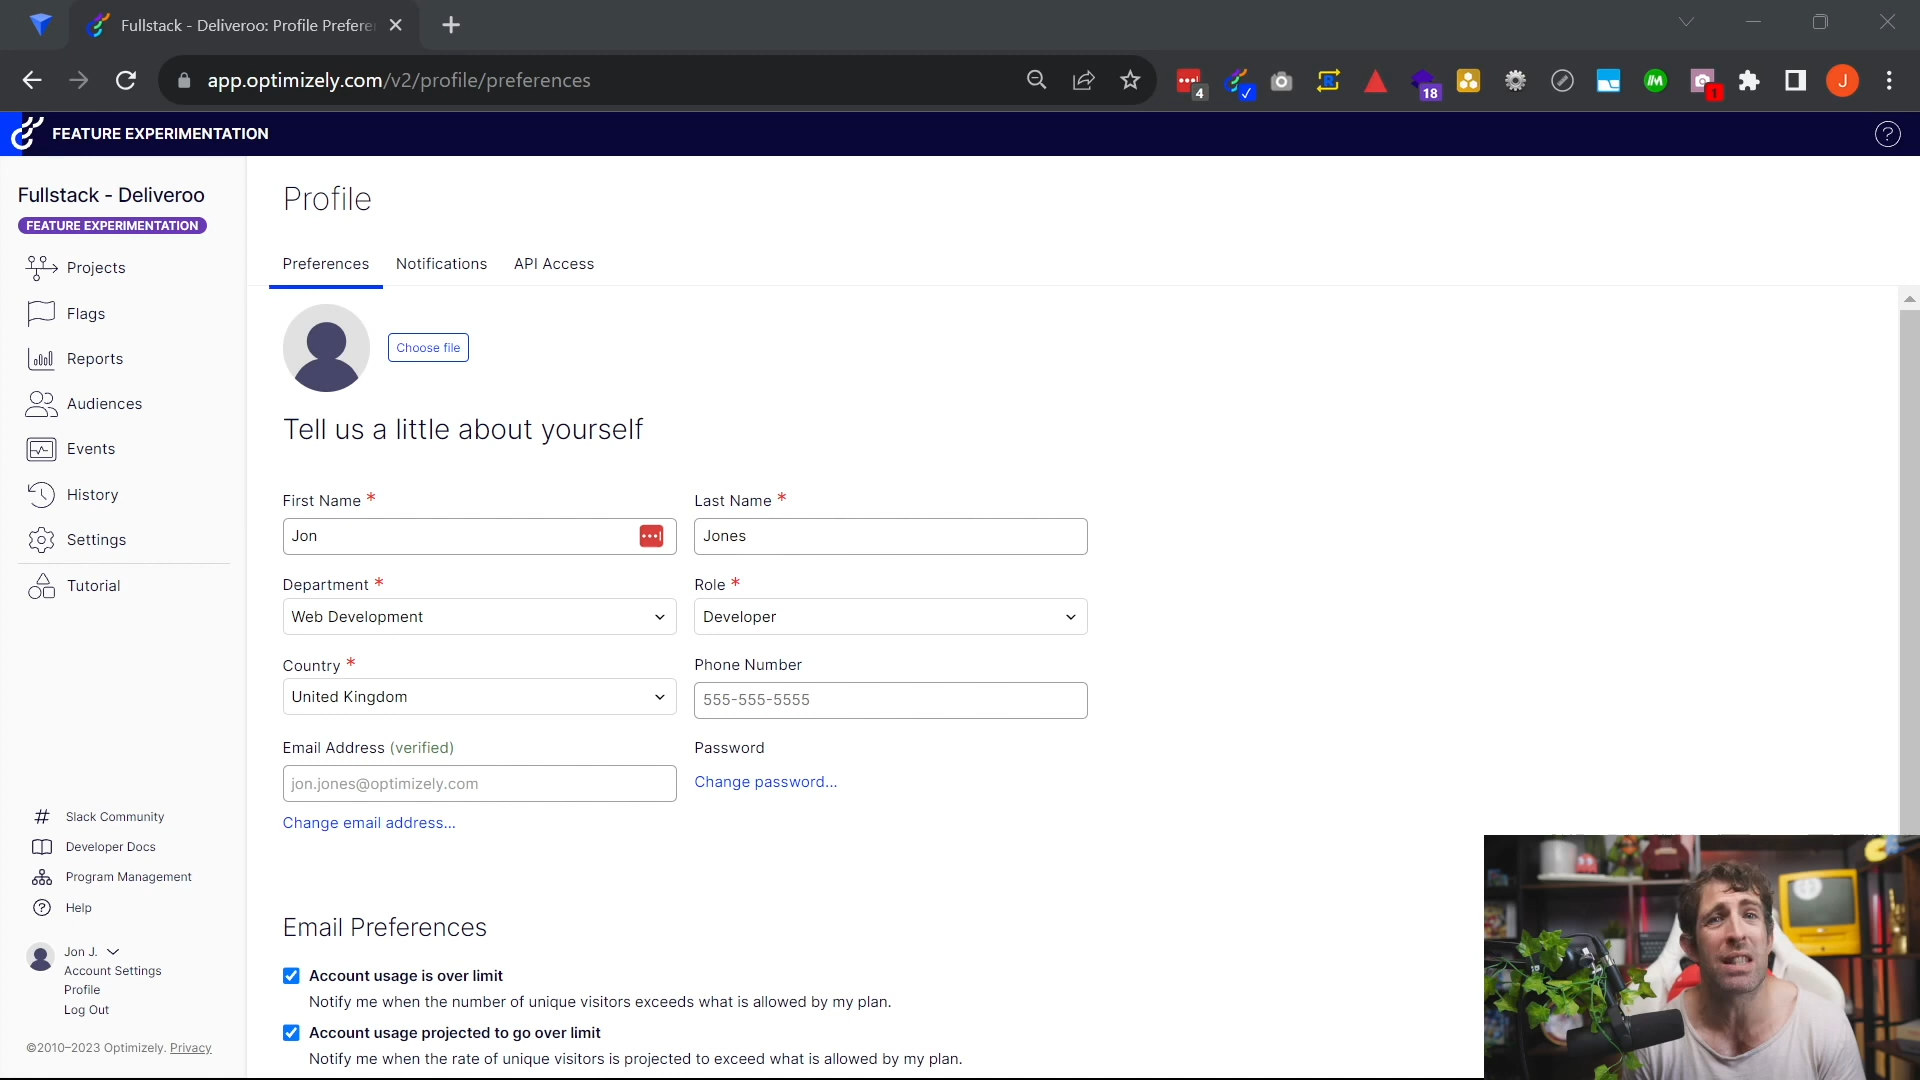 Fullstack - Deliveroo: Profile Prefere
app.optimizely.com/v2/profile/preferences
4
18
1
J
FEATURE EXPERIMENTATION
Fullstack - Deliveroo
FEATURE EXPERIMENTATION
Projects
Flags
Reports
Audiences
Events
History
Settings
Tutorial
Slack Community
Developer Docs
Program Management
Help
Jon J.
Account Settings
Profile
Log Out
©2010–2023 Optimizely. Privacy
Profile
Preferences Notifications API Access
Choose file
Tell us a little about yourself
First Name * Last Name *
Jon Jones
Department * Role *
Web Development Developer
Country * Phone Number
United Kingdom 555-555-5555
Email Address (verified) Password
jon.jones@optimizely.com Change password...
Change email address...
Email Preferences
Account usage is over limit
Notify me when the number of unique visitors exceeds what is allowed by my plan.
Account usage projected to go over limit
Notify me when the rate of unique visitors is projected to exceed what is allowed by my plan.